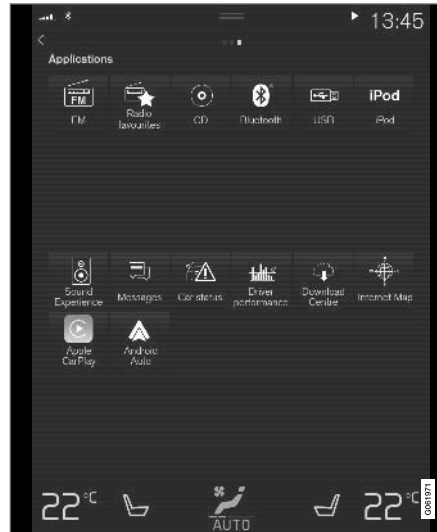 13:45
Applications
iPod
FM
FM
Radio
favourites
CD
Bluetooth
USB
iPod
Sound
Experience
Messages
Car status
Driver
performance
Download
Centre
Internet Map
Apple
CarPlay
Android
Auto
22°C
22°C
AUTO
G061971